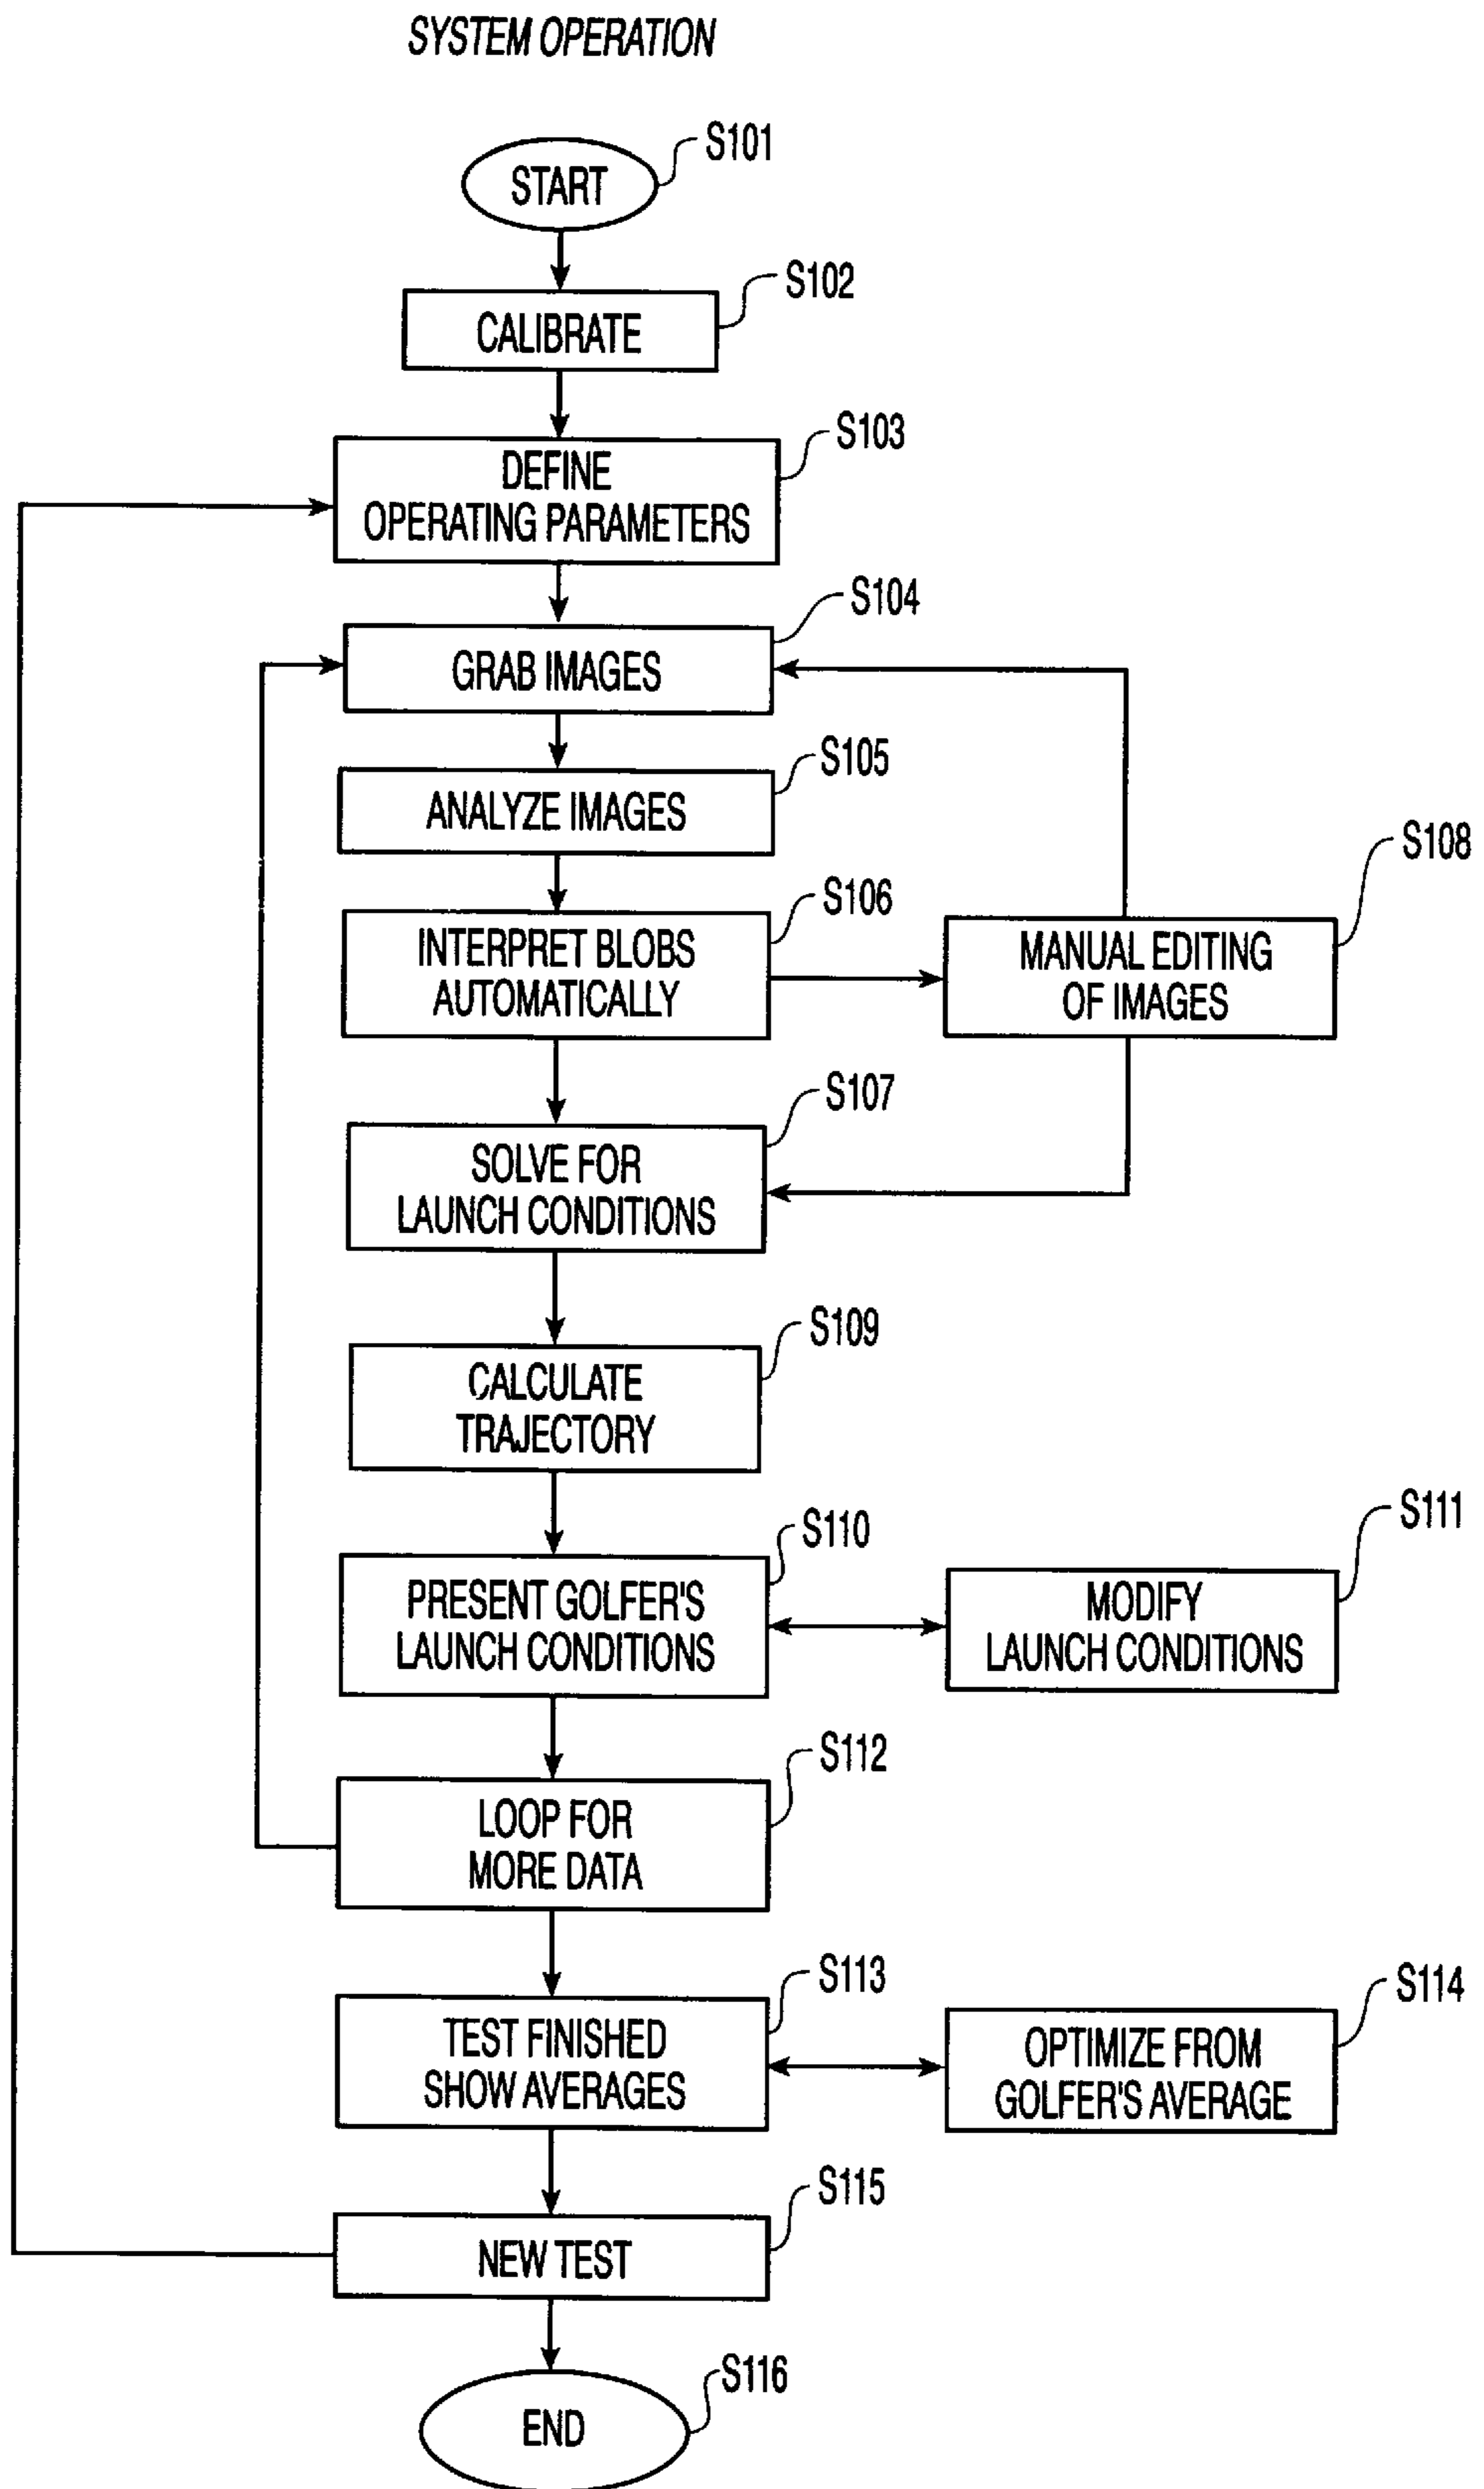 SYSTEM OPERATION
S101
START
S102
CALIBRATE
S103
DEFINE
OPERATING PARAMETERS
S104
GRAB IMAGES
S105
ANALYZE IMAGES
S106
INTERPRET BLOBS
AUTOMATICALLY
S108
MANUAL EDITING
OF IMAGES
S107
SOLVE FOR
LAUNCH CONDITIONS
S109
CALCULATE
TRAJECTORY
S110
PRESENT GOLFER'S
LAUNCH CONDITIONS
S111
MODIFY
LAUNCH CONDITIONS
S112
LOOP FOR
MORE DATA
S113
TEST FINISHED
SHOW AVERAGES
S114
OPTIMIZE FROM
GOLFER'S AVERAGE
S115
NEW TEST
S116
END